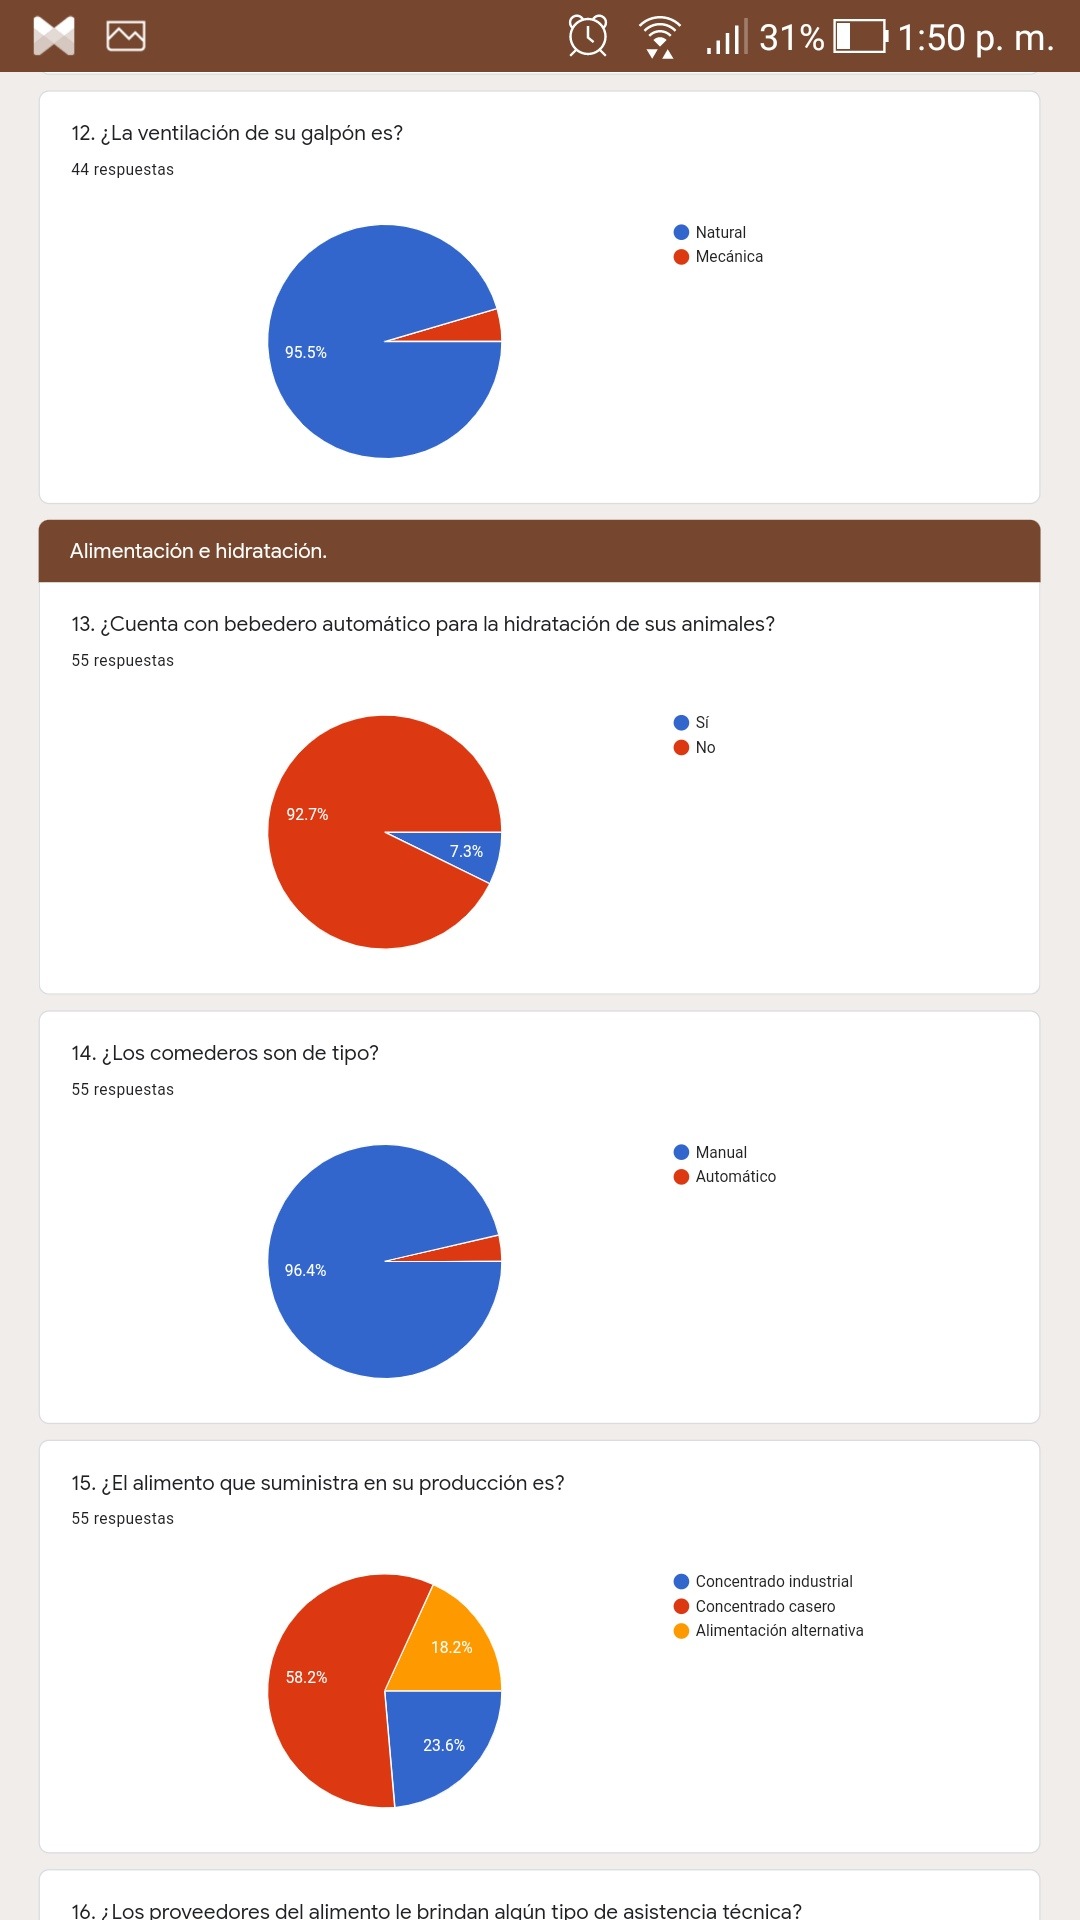 31% 1:50 p. m.
12. ¿La ventilación de su galpón es?
44 respuestas
Natural
Mecánica
95.5%
Alimentación e hidratación.
13. ¿Cuenta con bebedero automático para la hidratación de sus animales?
55 respuestas
Sí
No
92.7%
7.3%
14. ¿Los comederos son de tipo?
55 respuestas
Manual
Automático
96.4%
15. ¿El alimento que suministra en su producción es?
55 respuestas
Concentrado industrial
Concentrado casero
Alimentación alternativa
18.2%
58.2%
23.6%
16. ¿Los proveedores del alimento le brindan algún tipo de asistencia técnica?